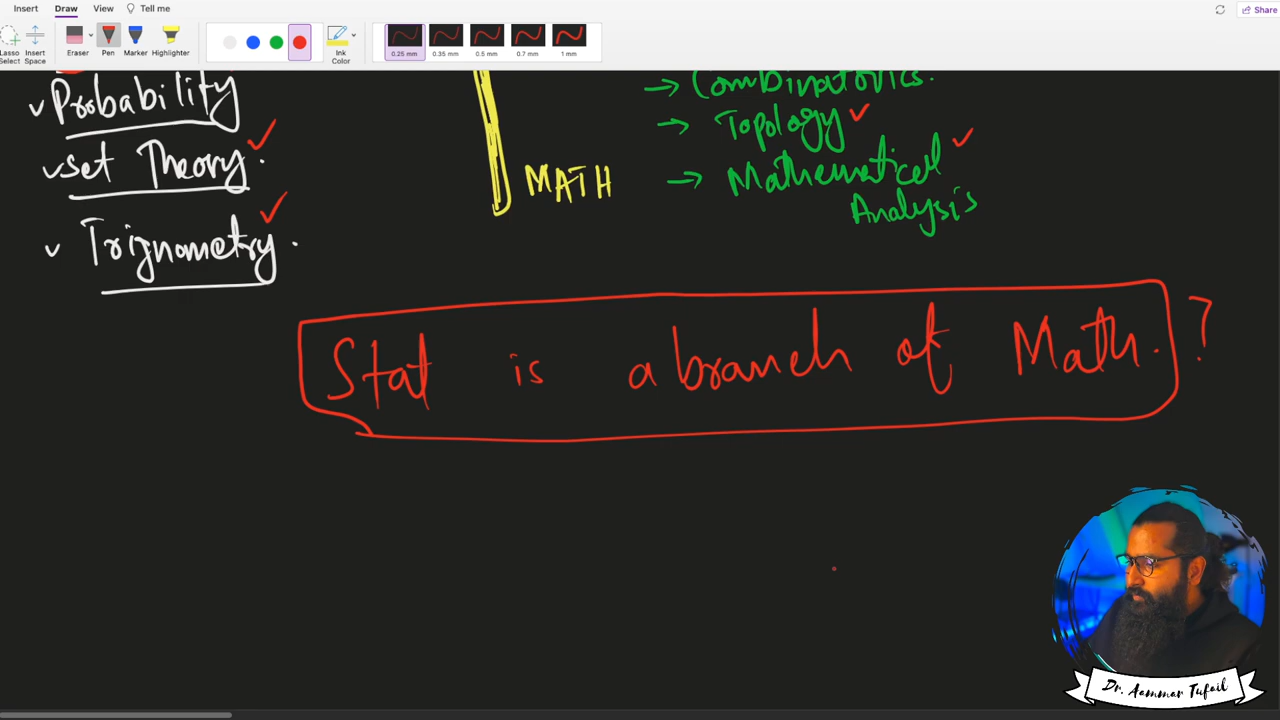 Insert Draw View Tell me
Share
Lasso Select
Insert Space
Eraser
Pen
Marker
Highlighter
Ink Color
0.25 mm 0.35 mm 0.5 mm 0.7 mm 1 mm
Probability
set Theory.
Trignometry.
MATH
→ Combinatorics.
→ Topology
→ Mathematical
Analysis
Stat is a branch of Math. ?
Dr. Aammar Tufail